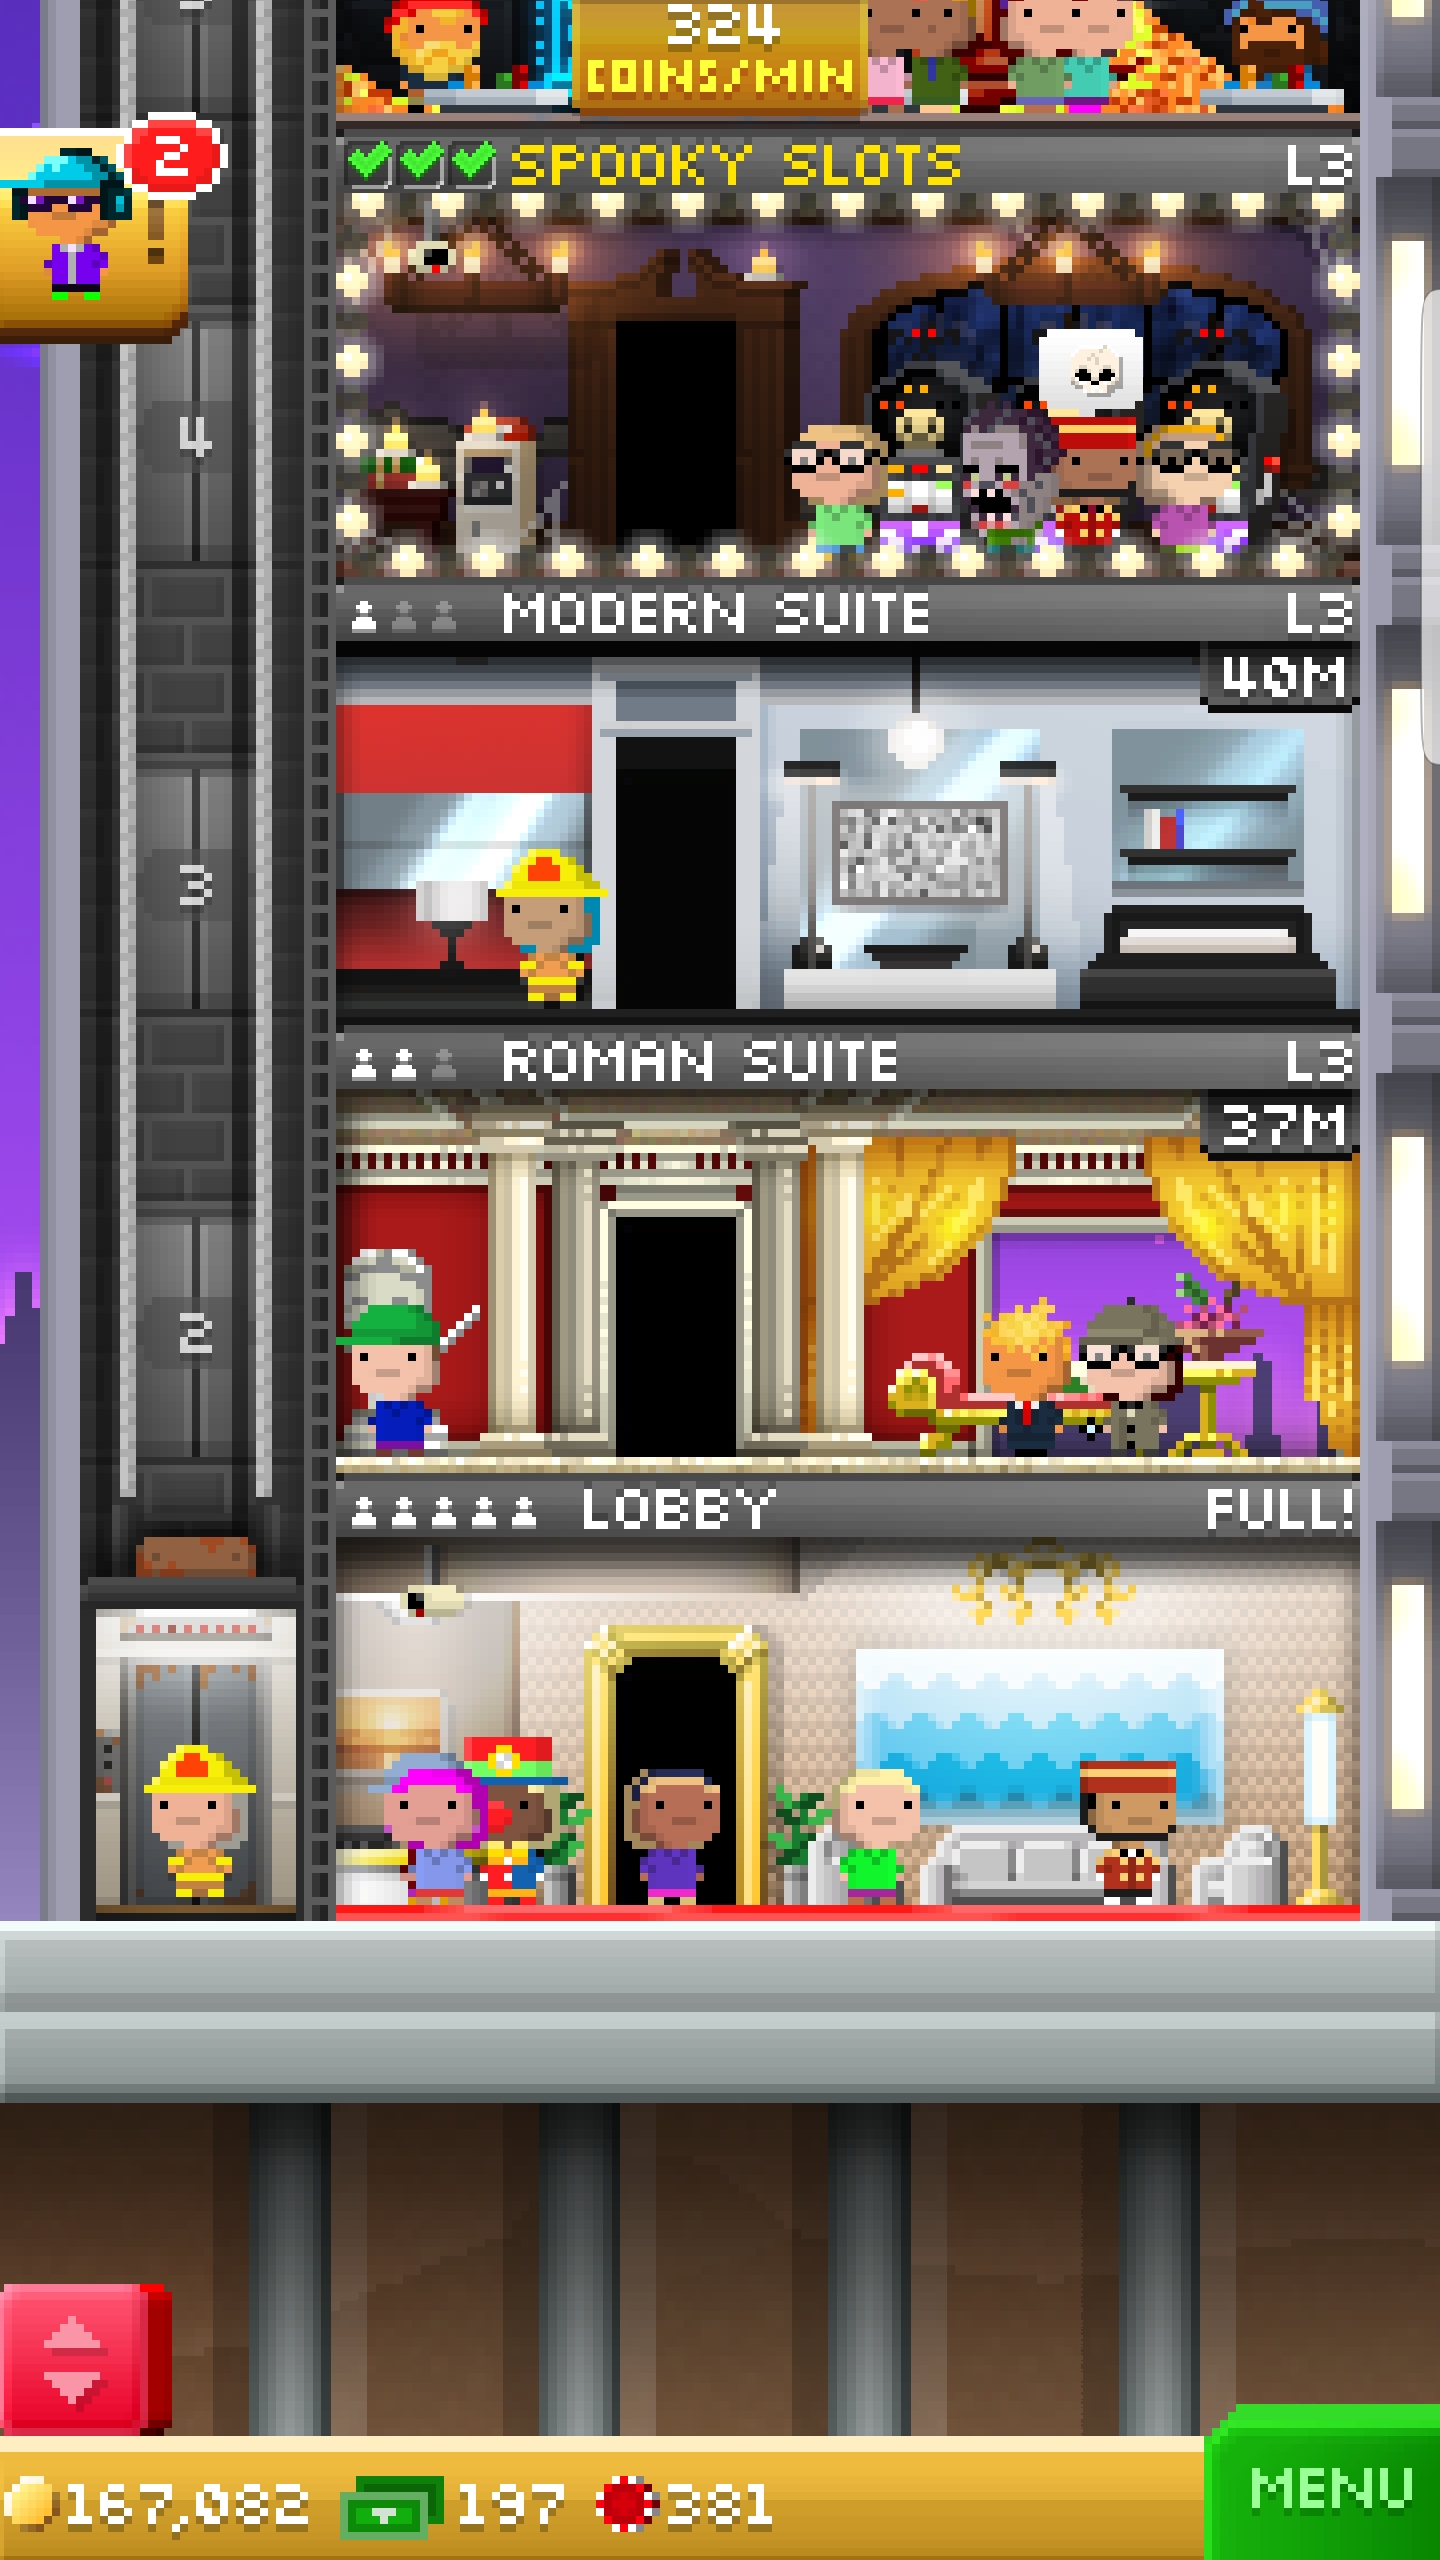 324
COINS/MIN
2
SPOOKY SLOTS L3
4
MODERN SUITE L3
40M
3
ROMAN SUITE L3
37M
2
LOBBY FULL!
167,082 197 381
MENU